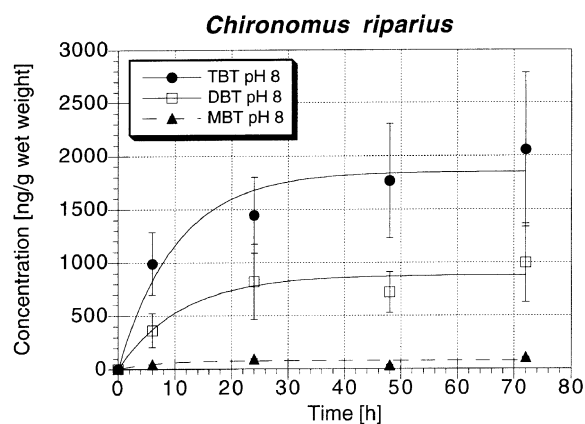 Chironomus riparius
3000
2500
2000
1500
1000
500
0
Concentration [ng/g wet weight]
TBT pH 8
DBT pH 8
MBT pH 8
0 10 20 30 40 50 60 70 80
Time [h]